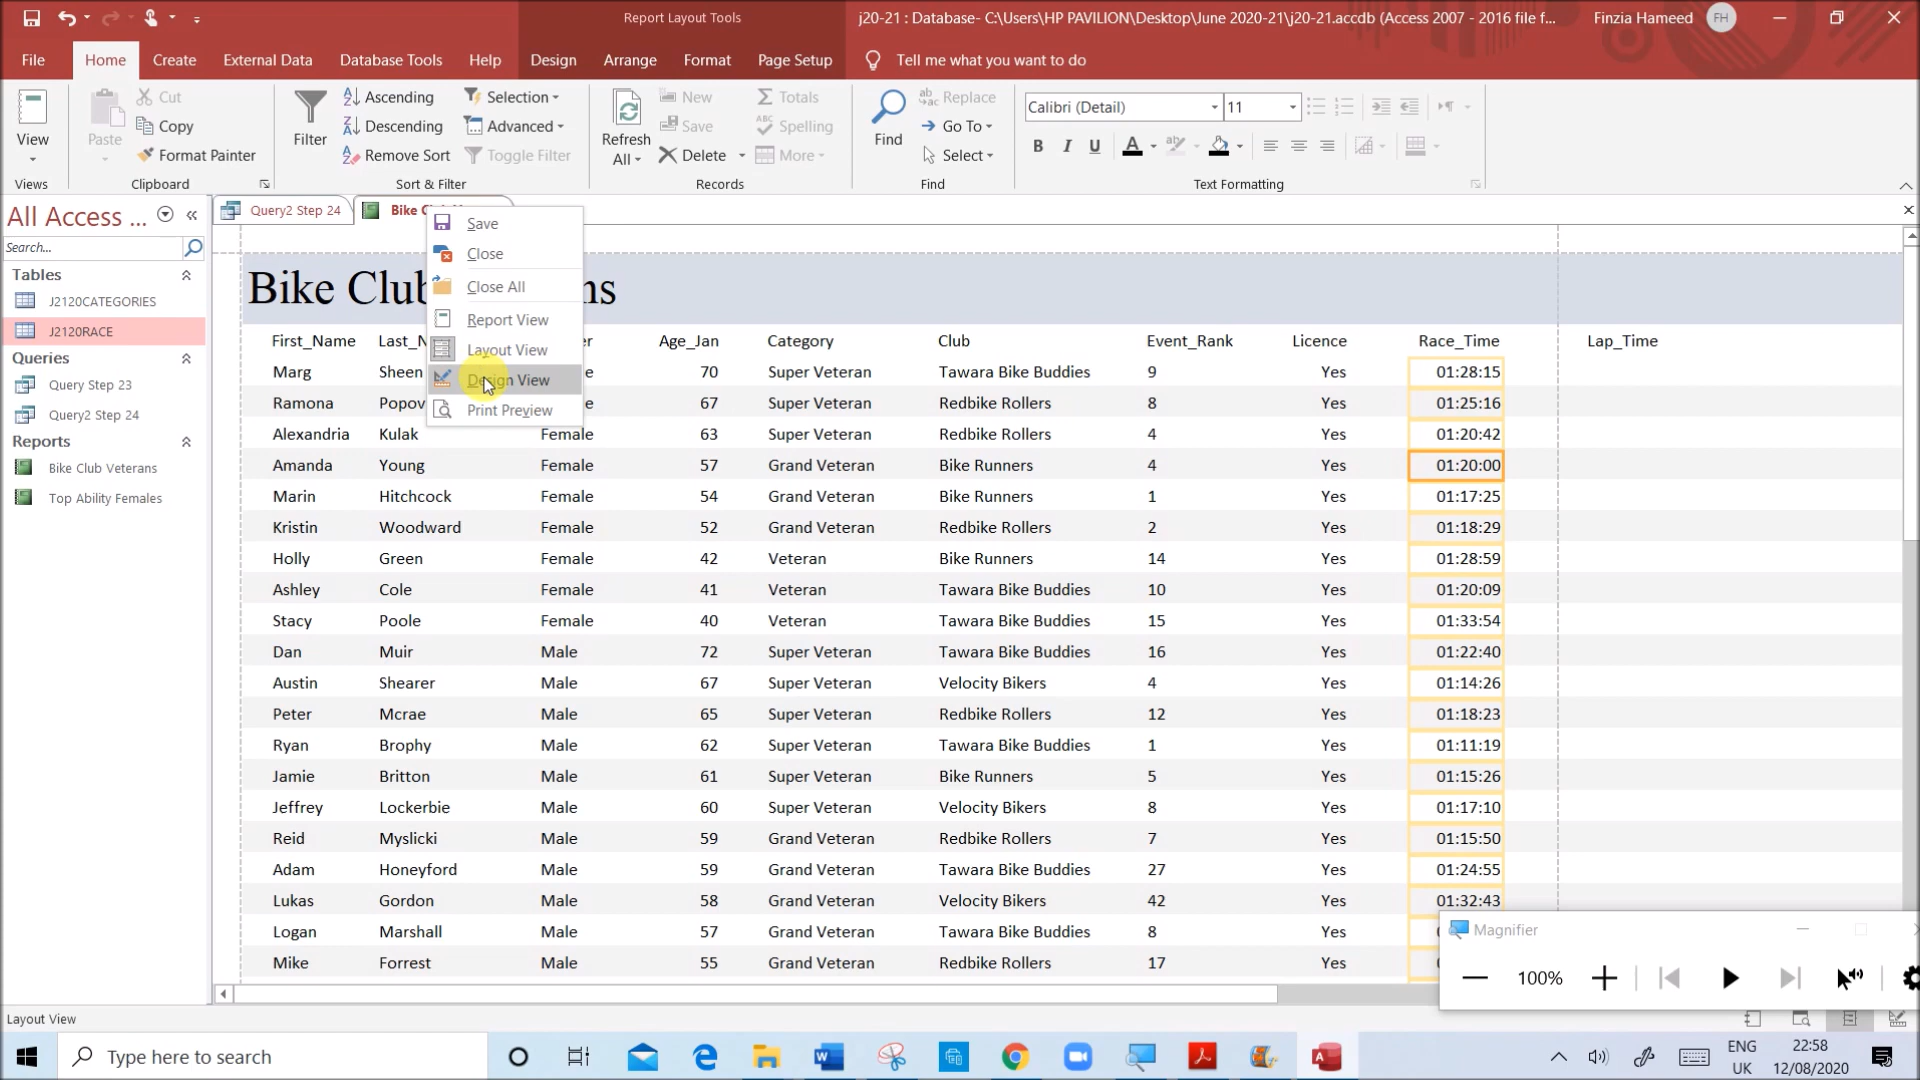 Report Layout Tools
j20-21 : Database- C:\Users\HP PAVILION\Desktop\June 2020-21\j20-21.accdb (Access 2007 - 2016 file f...
Finzia Hameed
FH
File Home Create External Data Database Tools Help Design Arrange Format Page Setup Tell me what you want to do
View
Views
Paste
Cut
Copy
Format Painter
Clipboard
Filter
Ascending
Descending
Remove Sort
Selection
Advanced
Toggle Filter
Sort & Filter
Refresh
All
New
Save
Delete
Totals
Spelling
More
Records
Find
Replace
Go To
Select
Find
Calibri (Detail) 11
B I U A
Text Formatting
All Access ...
Search...
Tables
J2120CATEGORIES
J2120RACE
Queries
Query Step 23
Query2 Step 24
Reports
Bike Club Veterans
Top Ability Females
Query2 Step 24
Save
Close
Close All
Report View
Layout View
Design View
Print Preview
First_Name Age_Jan Category Club Event_Rank Licence Race_Time Lap_Time
Marg Sheen 70 Super Veteran Tawara Bike Buddies 9 Yes 01:28:15
Ramona Popov 67 Super Veteran Redbike Rollers 8 Yes 01:25:16
Alexandria Kulak Female 63 Super Veteran Redbike Rollers 4 Yes 01:20:42
Amanda Young Female 57 Grand Veteran Bike Runners 4 Yes 01:20:00
Marin Hitchcock Female 54 Grand Veteran Bike Runners 1 Yes 01:17:25
Kristin Woodward Female 52 Grand Veteran Redbike Rollers 2 Yes 01:18:29
Holly Green Female 42 Veteran Bike Runners 14 Yes 01:28:59
Ashley Cole Female 41 Veteran Tawara Bike Buddies 10 Yes 01:20:09
Stacy Poole Female 40 Veteran Tawara Bike Buddies 15 Yes 01:33:54
Dan Muir Male 72 Super Veteran Tawara Bike Buddies 16 Yes 01:22:40
Austin Shearer Male 67 Super Veteran Velocity Bikers 4 Yes 01:14:26
Peter Mcrae Male 65 Super Veteran Redbike Rollers 12 Yes 01:18:23
Ryan Brophy Male 62 Super Veteran Tawara Bike Buddies 1 Yes 01:11:19
Jamie Britton Male 61 Super Veteran Bike Runners 5 Yes 01:15:26
Jeffrey Lockerbie Male 60 Super Veteran Velocity Bikers 8 Yes 01:17:10
Reid Myslicki Male 59 Grand Veteran Redbike Rollers 7 Yes 01:15:50
Adam Honeyford Male 59 Grand Veteran Tawara Bike Buddies 27 Yes 01:24:55
Lukas Gordon Male 58 Grand Veteran Velocity Bikers 42 Yes 01:32:43
Logan Marshall Male 57 Grand Veteran Tawara Bike Buddies 8 Yes
Mike Forrest Male 55 Grand Veteran Redbike Rollers 17 Yes
Magnifier
100%
Layout View
Type here to search
ENG
UK
22:58
12/08/2020